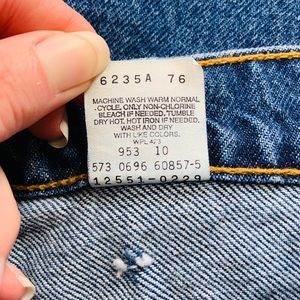 6235A 76
MACHINE WASH WARM NORMAL
CYCLE. ONLY NON-CHLORINE
BLEACH IF NEEDED. TUMBLE
DRY HOT. HOT IRON IF NEEDED.
WASH AND DRY
WITH LIKE COLORS.
WPL 423
953 10
573 0696 60857-5
12551-0229